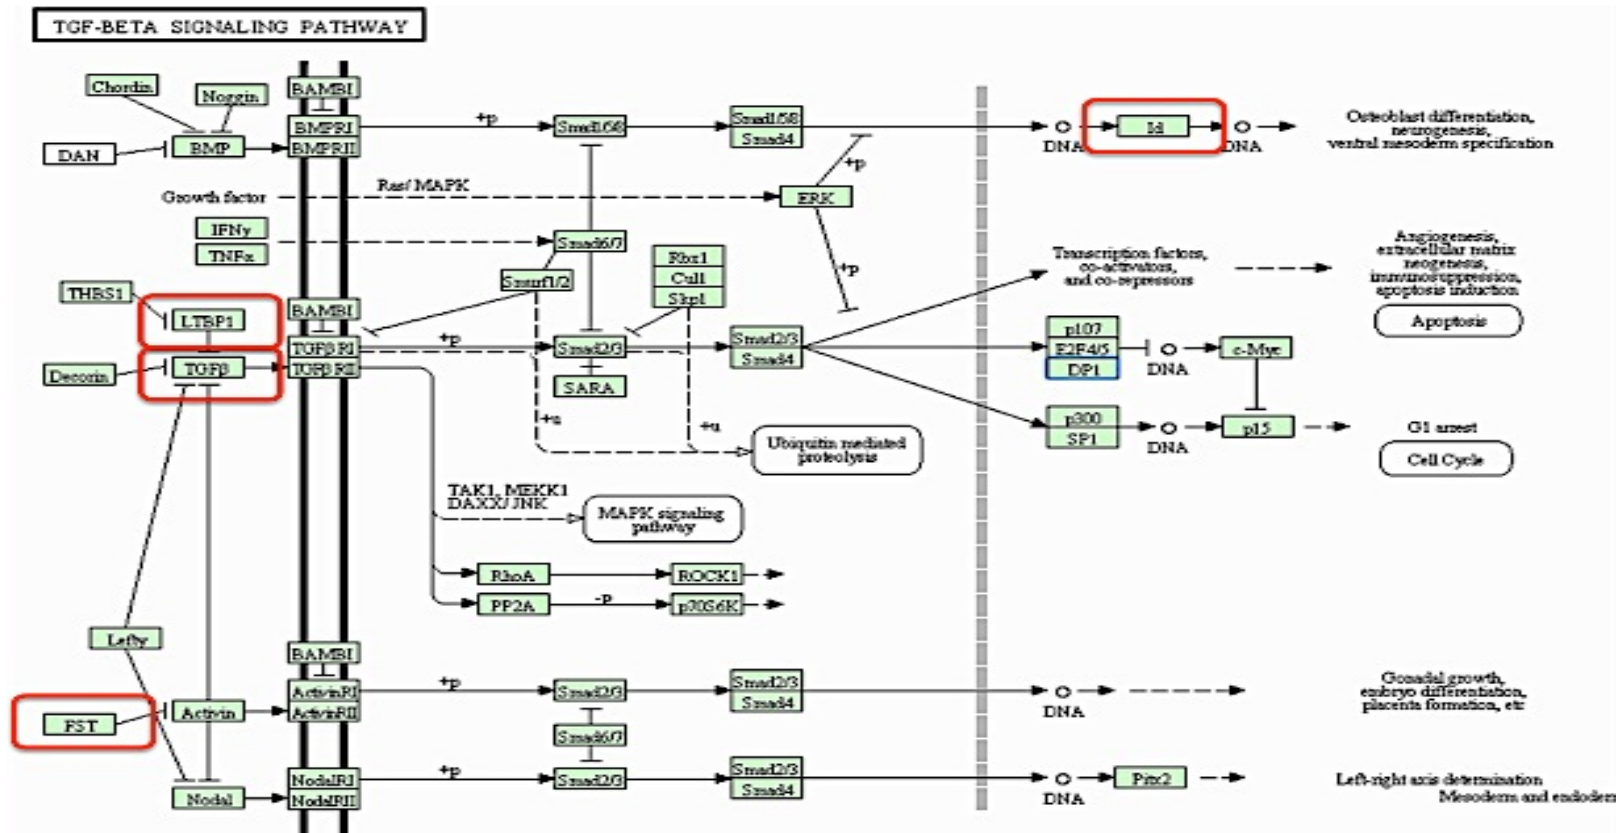 TGF-BETA SIGNALING PATHWAY
Chordin
Noggin
BAMBI
DAN
BMP
BMPRI
BMPRII
+p
Smad1/5/8
Smad1/5/8
Smad4
DNA
Id
DNA
Osteoblast differentiation,
neurogenesis,
ventral mesoderm specification
Growth factor
Ras/ MAPK
ERK
+p
+p
IFNγ
TNFα
Smad6/7
Smurf1/2
Rbx1
Cul1
Skp1
Transcription factors,
co-activators,
and co-repressors
Angiogenesis,
extracellular matrix
neogenesis,
immunosuppression,
apoptosis induction
Apoptosis
THBS1
LTBP1
BAMBI
Decorin
TGFβ
TGFβ RI
TGFβ RII
+p
Smad2/3
SARA
Smad2/3
Smad4
p107
E2F4/5
DP1
DNA
c-Myc
p300
SP1
DNA
p15
G1 arrest
Cell Cycle
+u
+u
Ubiquitin mediated
proteolysis
TAK1, MEKK1
DAXX/ JNK
MAPK signaling
pathway
RhoA
ROCK1
PP2A
-p
p70S6K
Lefty
BAMBI
FST
Activin
ActivinRI
ActivinRII
+p
Smad2/3
Smad2/3
Smad4
DNA
Gonadal growth,
embryo differentiation,
placenta formation, etc
Smad6/7
Nodal
NodalRI
NodalRII
+p
Smad2/3
Smad2/3
Smad4
DNA
Pitx2
Left-right axis determination
Mesoderm and endoderm